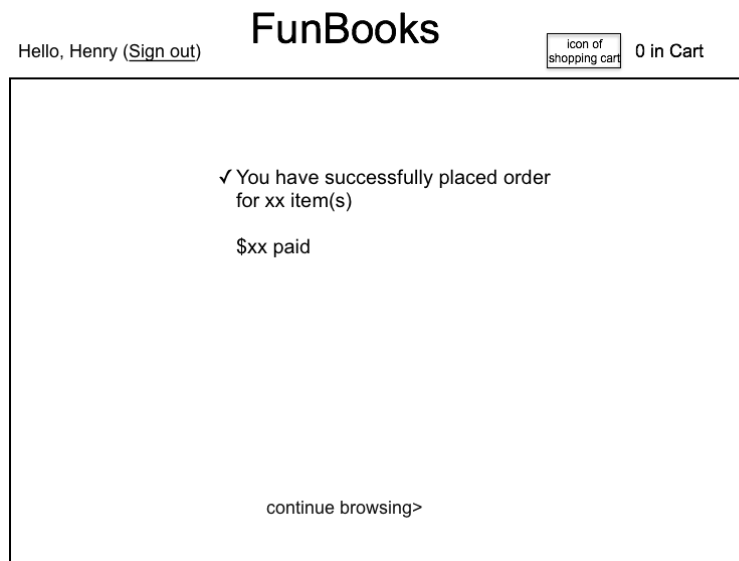 FunBooks
Hello, Henry (Sign out)
icon of
shopping cart
0 in Cart
✓ You have successfully placed order
for xx item(s)
$xx paid
continue browsing>